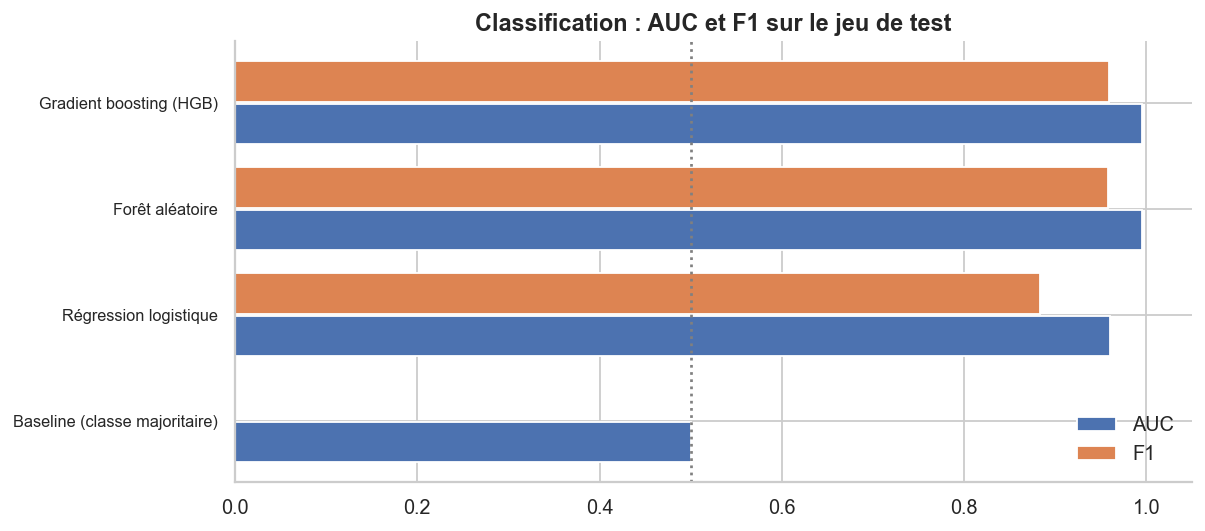 Classification : AUC et F1 sur le jeu de test
Gradient boosting (HGB)
Forêt aléatoire
Régression logistique
Baseline (classe majoritaire)
AUC
F1
0.0 0.2 0.4 0.6 0.8 1.0